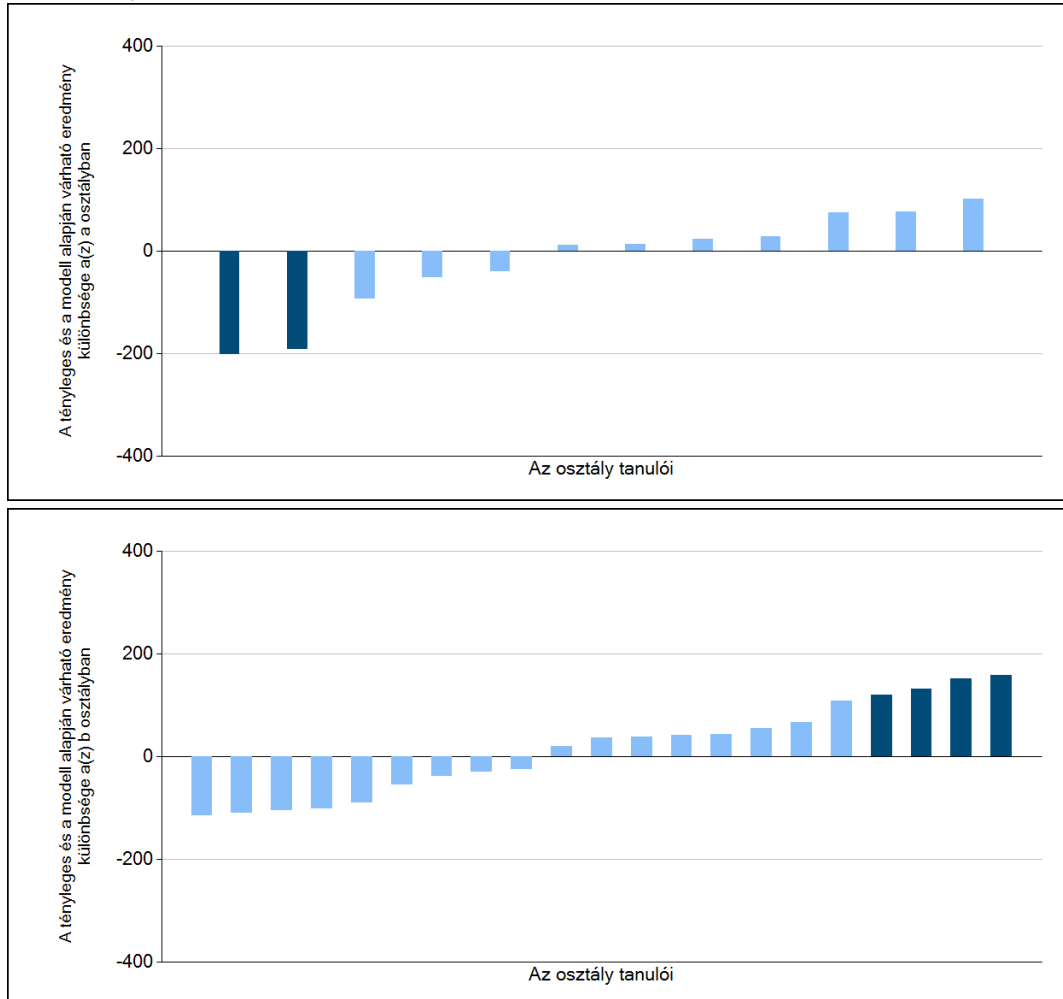 A tényleges és a modell alapján várható eredmény
különbsége a(z) a osztályban
400
200
0
-200
-400
Az osztály tanulói
A tényleges és a modell alapján várható eredmény
különbsége a(z) b osztályban
400
200
0
-200
-400
Az osztály tanulói